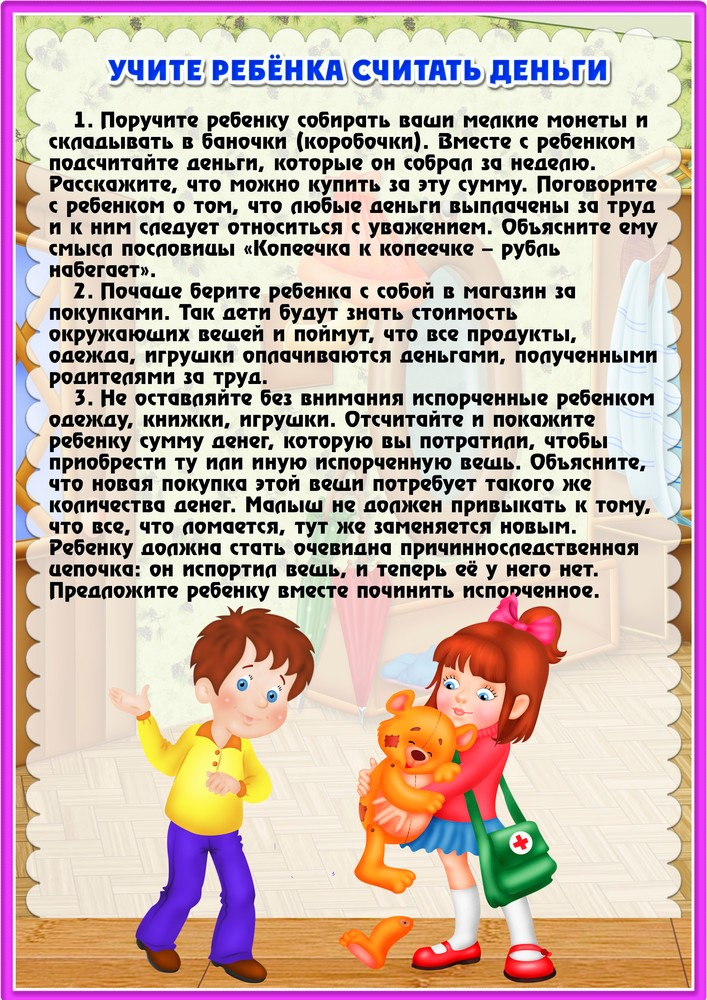 УЧИТЕ РЕБЁНКА СЧИТАТЬ ДЕНЬГИ
1. Поручите ребенку собирать ваши мелкие монеты и
складывать в баночки (коробочки). Вместе с ребенком
подсчитайте деньги, которые он собрал за неделю.
Расскажите, что можно купить за эту сумму. Поговорите
с ребенком о том, что любые деньги выплачены за труд
и к ним следует относиться с уважением. Объясните ему
смысл пословицы «Копеечка к копеечке – рубль
набегает».
2. Почаще берите ребенка с собой в магазин за
покупками. Так дети будут знать стоимость
окружающих вещей и поймут, что все продукты,
одежда, игрушки оплачиваются деньгами, полученными
родителями за труд.
3. Не оставляйте без внимания испорченные ребенком
одежду, книжки, игрушки. Отсчитайте и покажите
ребенку сумму денег, которую вы потратили, чтобы
приобрести ту или иную испорченную вещь. Объясните,
что новая покупка этой вещи потребует такого же
количества денег. Малыш не должен привыкать к тому,
что все, что ломается, тут же заменяется новым.
Ребенку должна стать очевидна причинноследственная
цепочка: он испортил вещь, и теперь её у него нет.
Предложите ребенку вместе починить испорченное.